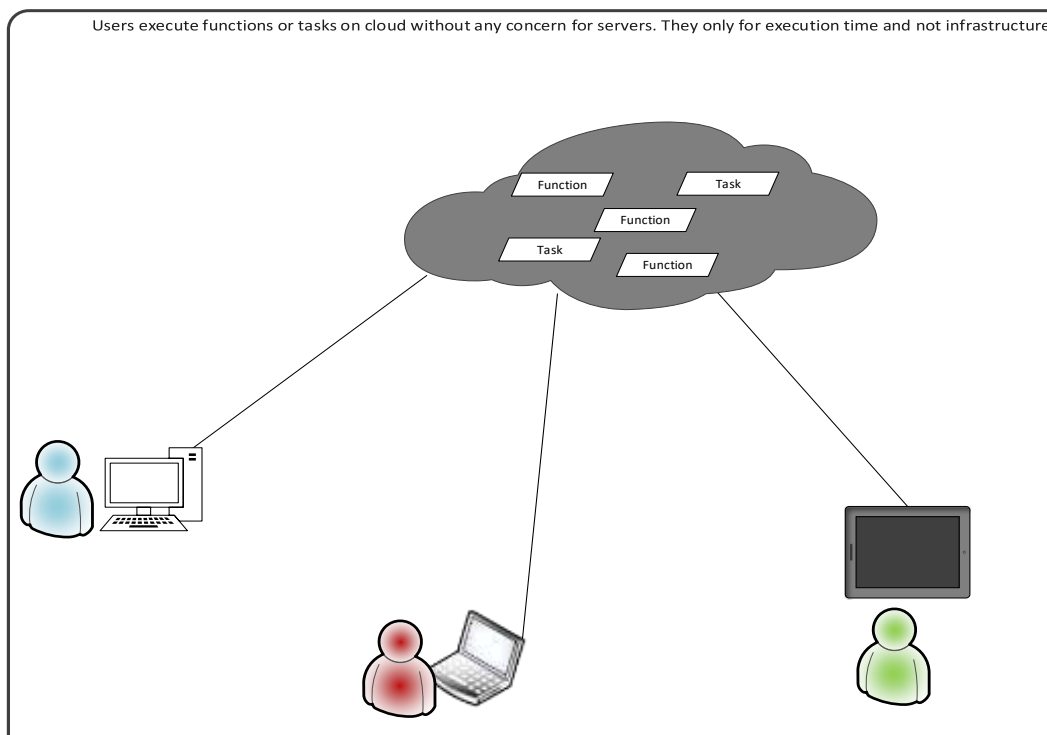 Users execute functions or tasks on cloud without any concern for servers. They only for execution time and not infrastructure
Function
Task
Function
Task
Function